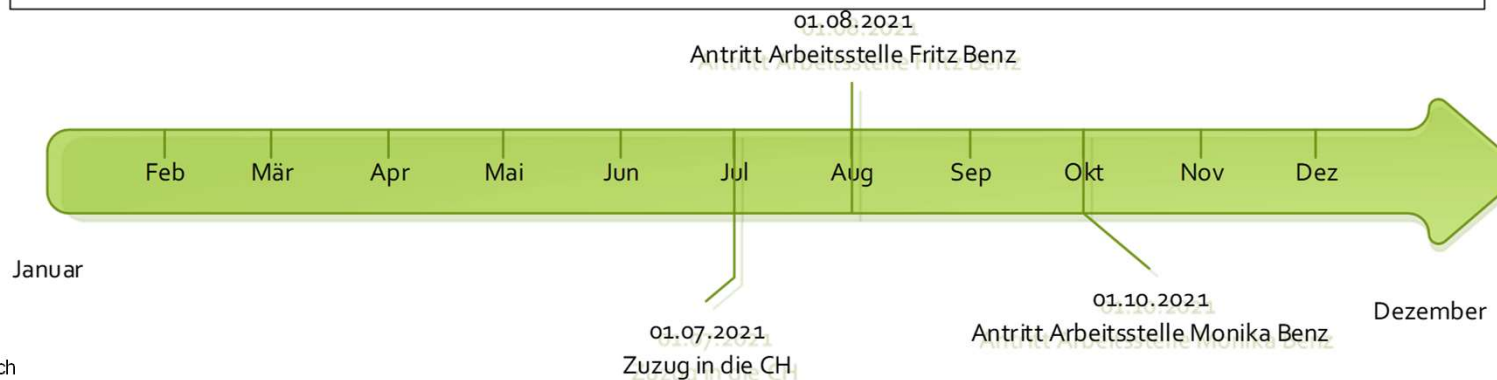 01.08.2021
Antritt Arbeitsstelle Fritz Benz
Feb Mär Apr Mai Jun Jul Aug Sep Okt Nov Dez
Januar
01.10.2021
Antritt Arbeitsstelle Monika Benz
Dezember
01.07.2021
Zuzug in die CH
ch